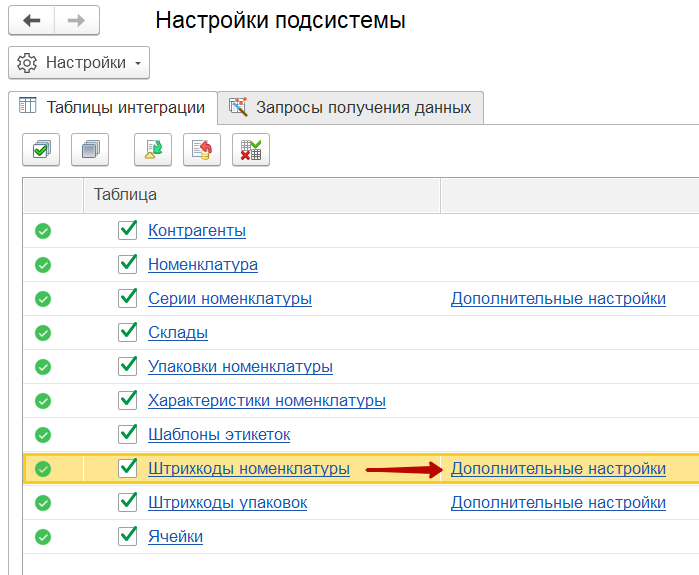 Настройки подсистемы
Настройки
Таблицы интеграции Запросы получения данных
Таблица
Контрагенты
Номенклатура
Серии номенклатуры Дополнительные настройки
Склады
Упаковки номенклатуры
Характеристики номенклатуры
Шаблоны этикеток
Штрихкоды номенклатуры Дополнительные настройки
Штрихкоды упаковок Дополнительные настройки
Ячейки